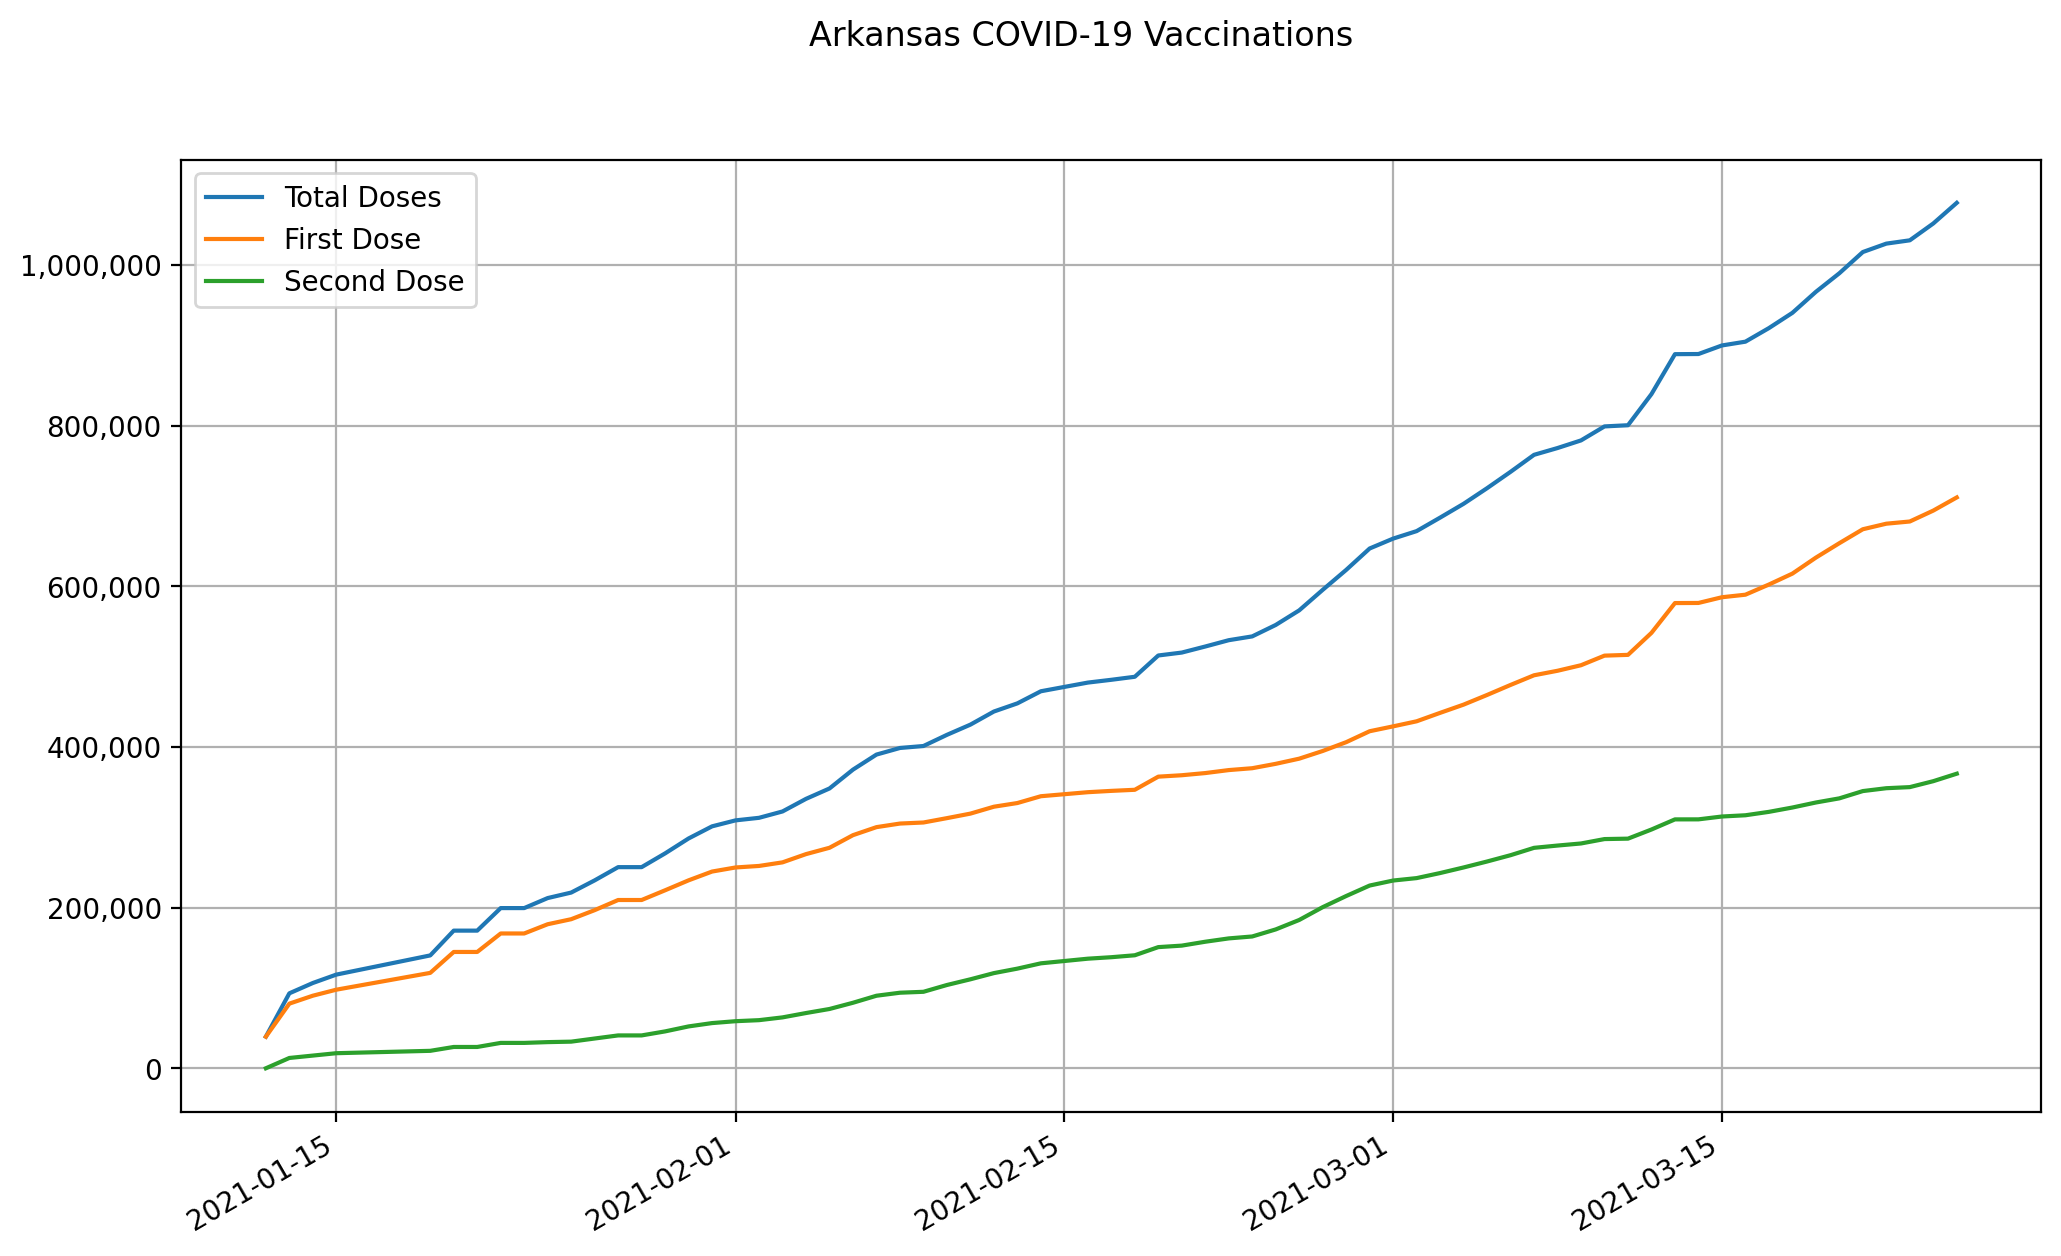 Arkansas COVID-19 Vaccinations
Total Doses
First Dose
Second Dose
1,000,000
800,000
600,000
400,000
200,000
0
2021-01-15
2021-02-01
2021-02-15
2021-03-01
2021-03-15